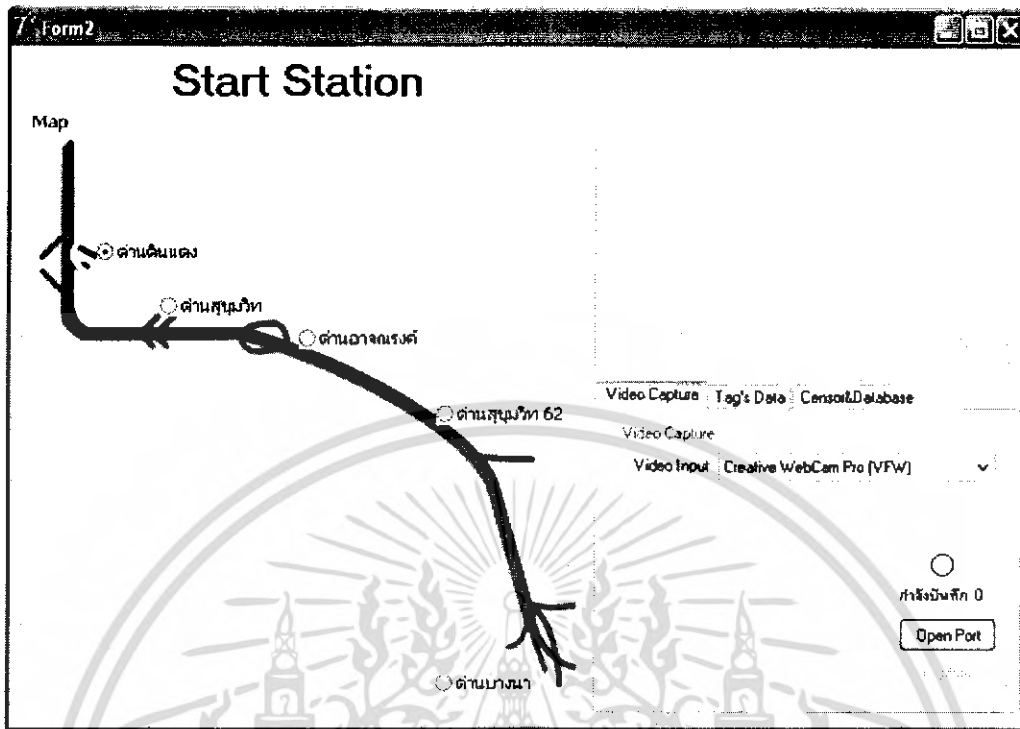 Form2
Start Station
Map
ด่านดินแดง
ด่านสุขุมวิท
ด่านอาจณรงค์
ด่านสุขุมวิท 62
ด่านบางนา
Video Capture
Tag's Data
Censor&Database
Video Capture
Video Input
Creative WebCam Pro (VFW)
กำลังบันทึก 0
Open Port